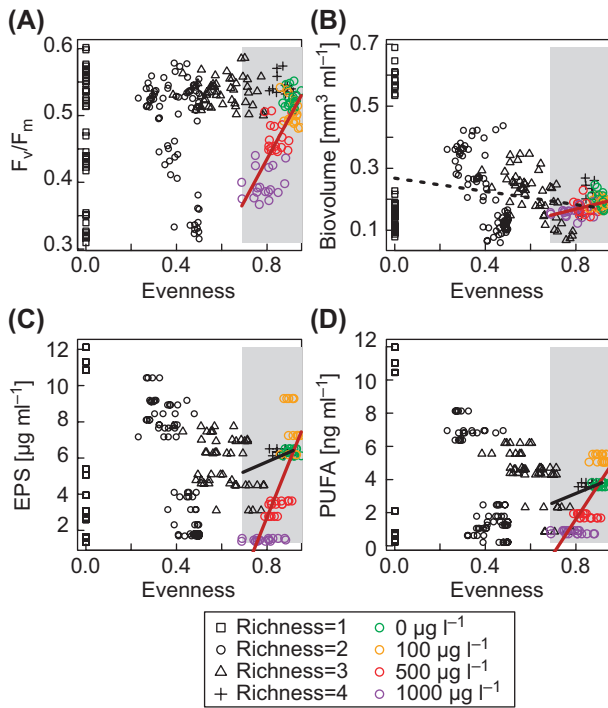 (A)
0.6
0.5
0.4
0.3
Fv/Fm
0.0 0.4 0.8
Evenness
(B)
0.7
0.5
0.3
0.1
Biovolume [mm³ ml⁻¹]
0.0 0.4 0.8
Evenness
(C)
12
10
8
6
4
2
EPS [µg ml⁻¹]
0.0 0.4 0.8
Evenness
(D)
12
10
8
6
4
2
0
PUFA [ng ml⁻¹]
0.0 0.4 0.8
Evenness
Richness=1
Richness=2
Richness=3
Richness=4
0 µg l⁻¹
100 µg l⁻¹
500 µg l⁻¹
1000 µg l⁻¹